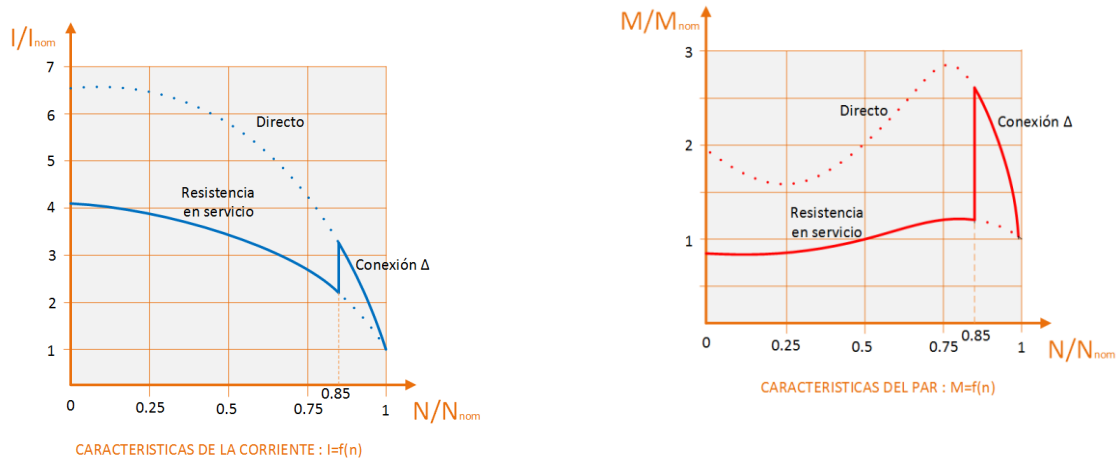 I/Inom
7
6
5
4
3
2
1
Directo
Resistencia
en servicio
Conexión Δ
0
0.25
0.5
0.75
0.85
1
N/Nnom
CARACTERISTICAS DE LA CORRIENTE : I=f(n)
M/Mnom
3
2
1
Directo
Conexión Δ
Resistencia
en servicio
0
0.25
0.5
0.75
0.85
1
N/Nnom
CARACTERISTICAS DEL PAR : M=f(n)